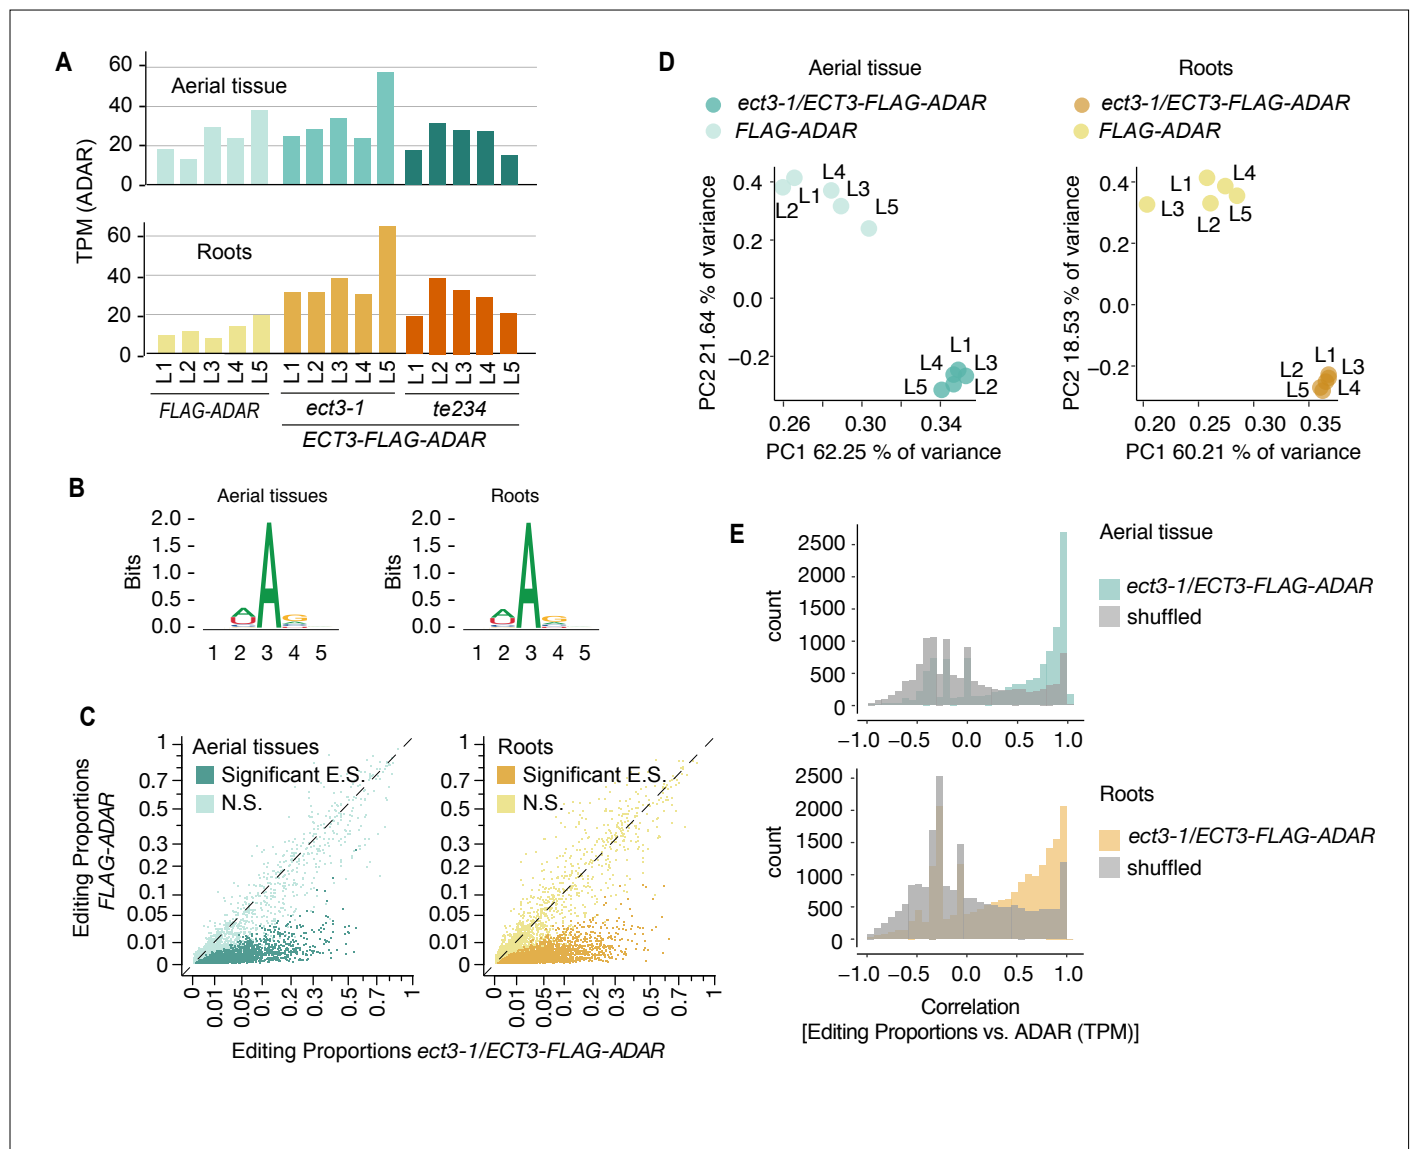 A
60
Aerial tissue
40
20
0
TPM (ADAR)
60
Roots
40
20
0
L1 L2 L3 L4 L5 L1 L2 L3 L4 L5 L1 L2 L3 L4 L5
FLAG-ADAR ect3-1 te234
ECT3-FLAG-ADAR
B
Aerial tissues
2.0
1.5
1.0
0.5
0.0
Bits
A
1 2 3 4 5
Roots
2.0
1.5
1.0
0.5
0.0
Bits
A
1 2 3 4 5
C
Editing Proportions
FLAG-ADAR
Aerial tissues
Significant E.S.
N.S.
1
0.7
0.5
0.3
0.2
0.1
0.05
0.01
0
0 0.01 0.05 0.1 0.2 0.3 0.5 0.7 1
Roots
Significant E.S.
N.S.
1
0.7
0.5
0.3
0.2
0.1
0.05
0.01
0
0 0.01 0.05 0.1 0.2 0.3 0.5 0.7 1
Editing Proportions ect3-1/ECT3-FLAG-ADAR
D
Aerial tissue
ect3-1/ECT3-FLAG-ADAR
FLAG-ADAR
PC2 21.64 % of variance
0.4
0.2
0.0
−0.2
L4
L1 L3
L2 L5
L1
L4 L3
L5 L2
0.26 0.30 0.34
PC1 62.25 % of variance
Roots
ect3-1/ECT3-FLAG-ADAR
FLAG-ADAR
PC2 18.53 % of variance
0.4
0.2
0.0
−0.2
L1 L4
L3 L5
L2
L1
L2 L3
L5 L4
0.20 0.25 0.30 0.35
PC1 60.21 % of variance
E
Aerial tissue
ect3-1/ECT3-FLAG-ADAR
shuffled
count
2500
2000
1500
1000
500
0
−1.0 −0.5 0.0 0.5 1.0
Roots
ect3-1/ECT3-FLAG-ADAR
shuffled
count
2500
2000
1500
1000
500
0
−1.0 −0.5 0.0 0.5 1.0
Correlation
[Editing Proportions vs. ADAR (TPM)]